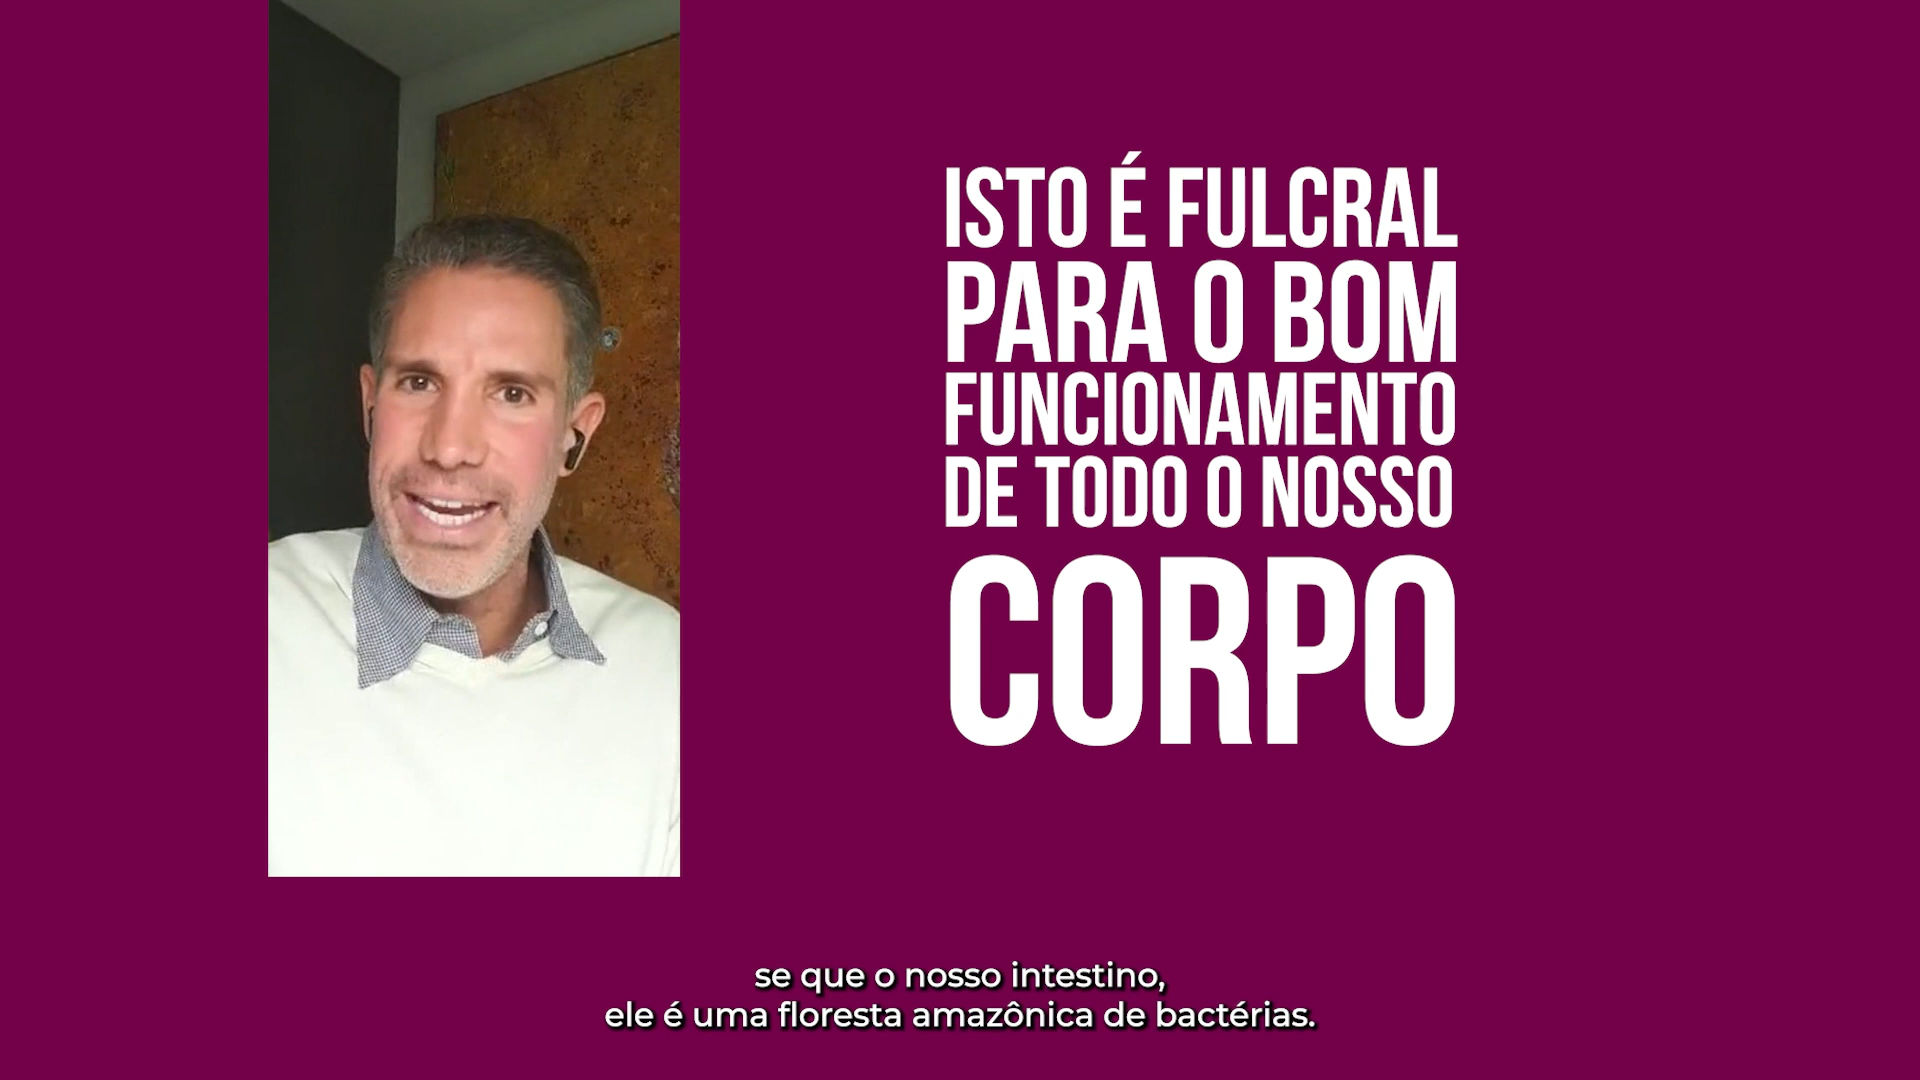 ISTO É FULCRAL
PARA O BOM
FUNCIONAMENTO
DE TODO O NOSSO
CORPO
se que o nosso intestino,
ele é uma floresta amazônica de bactérias.